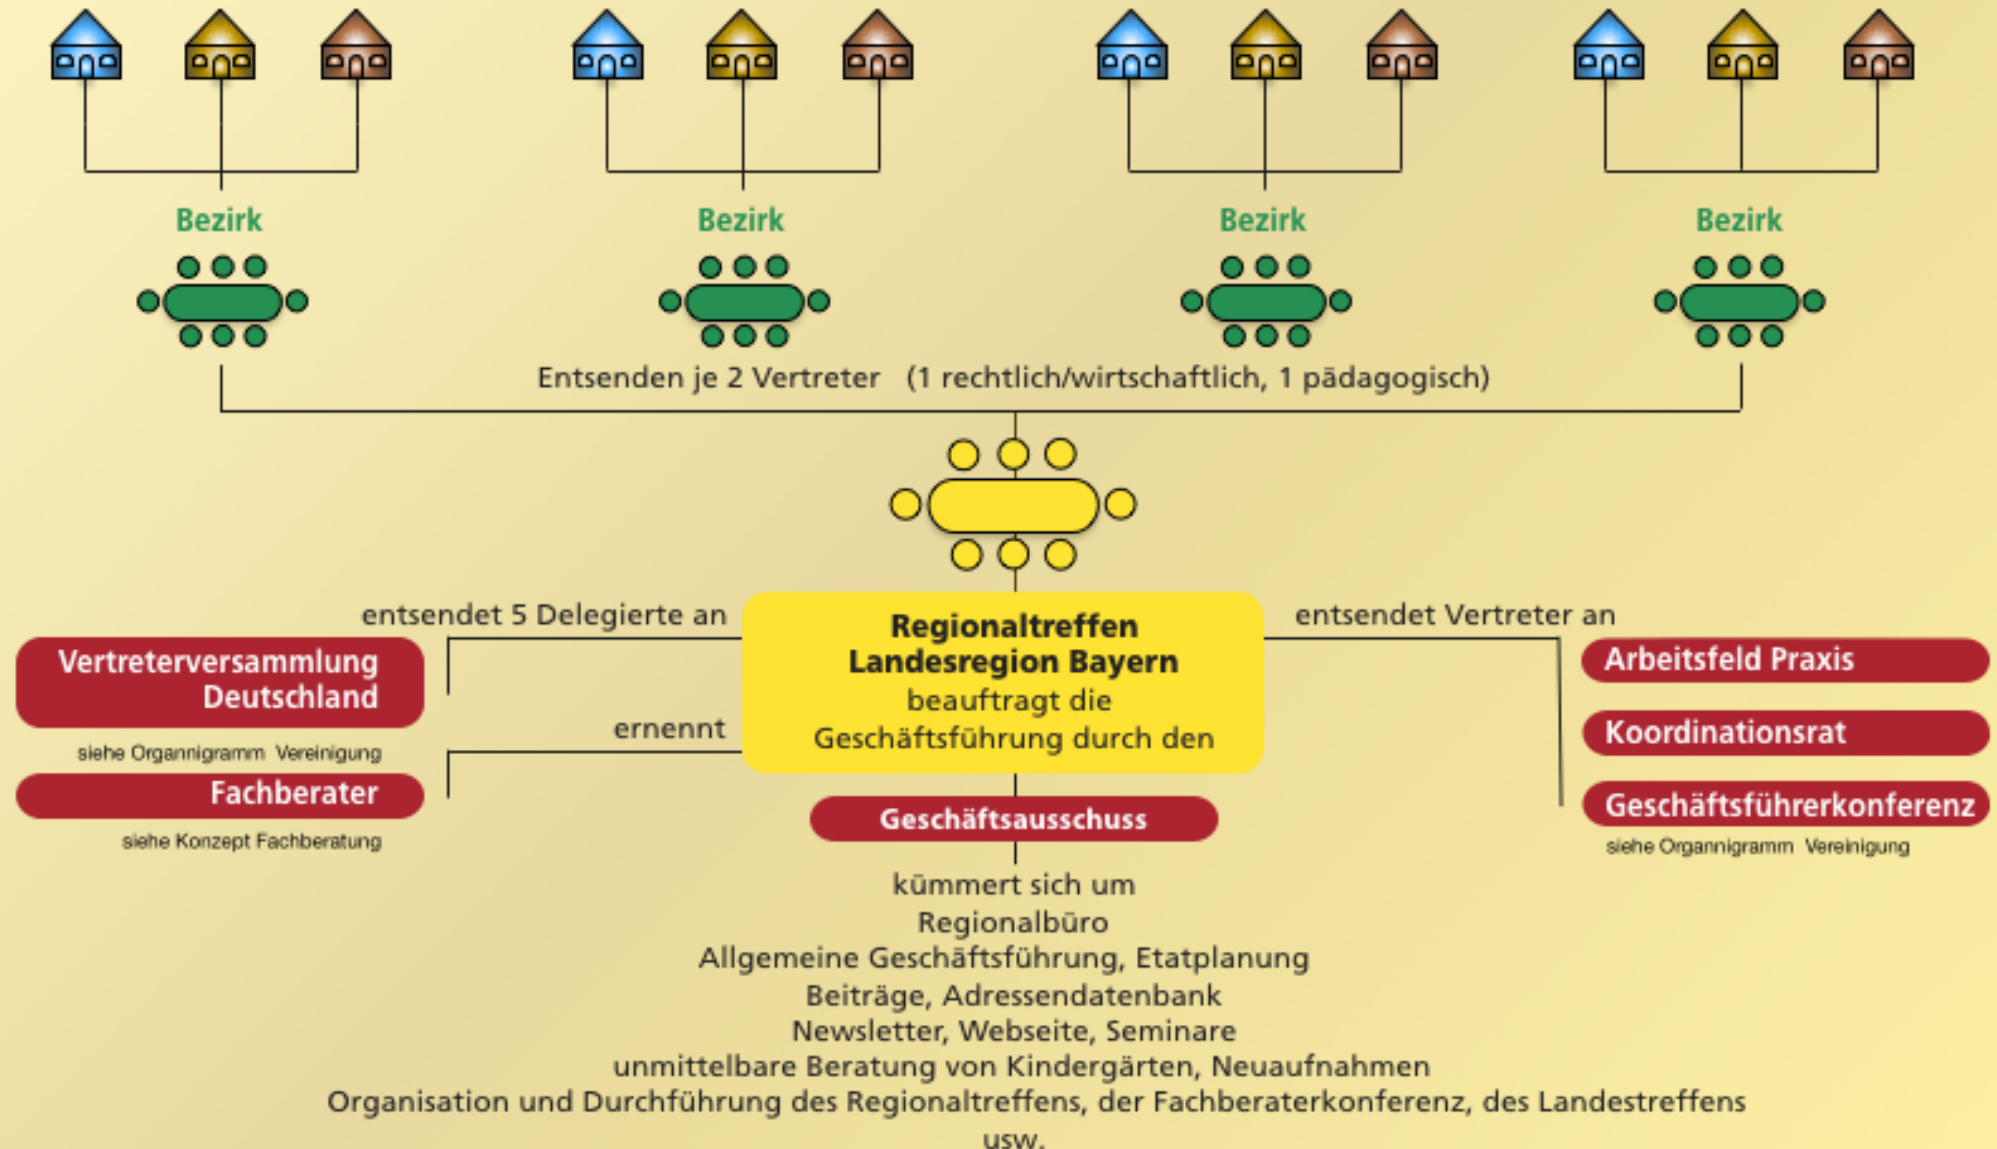 Bezirk
Bezirk
Bezirk
Bezirk
Entsenden je 2 Vertreter (1 rechtlich/wirtschaftlich, 1 pädagogisch)
entsendet 5 Delegierte an
Vertreterversammlung
Deutschland
siehe Organnigramm Vereinigung
ernennt
Fachberater
siehe Konzept Fachberatung
Regionaltreffen
Landesregion Bayern
beauftragt die
Geschäftsführung durch den
entsendet Vertreter an
Arbeitsfeld Praxis
Koordinationsrat
Geschäftsführerkonferenz
siehe Organnigramm Vereinigung
Geschäftsausschuss
kümmert sich um
Regionalbüro
Allgemeine Geschäftsführung, Etatplanung
Beiträge, Adressendatenbank
Newsletter, Webseite, Seminare
unmittelbare Beratung von Kindergärten, Neuaufnahmen
Organisation und Durchführung des Regionaltreffens, der Fachberaterkonferenz, des Landestreffens
usw.